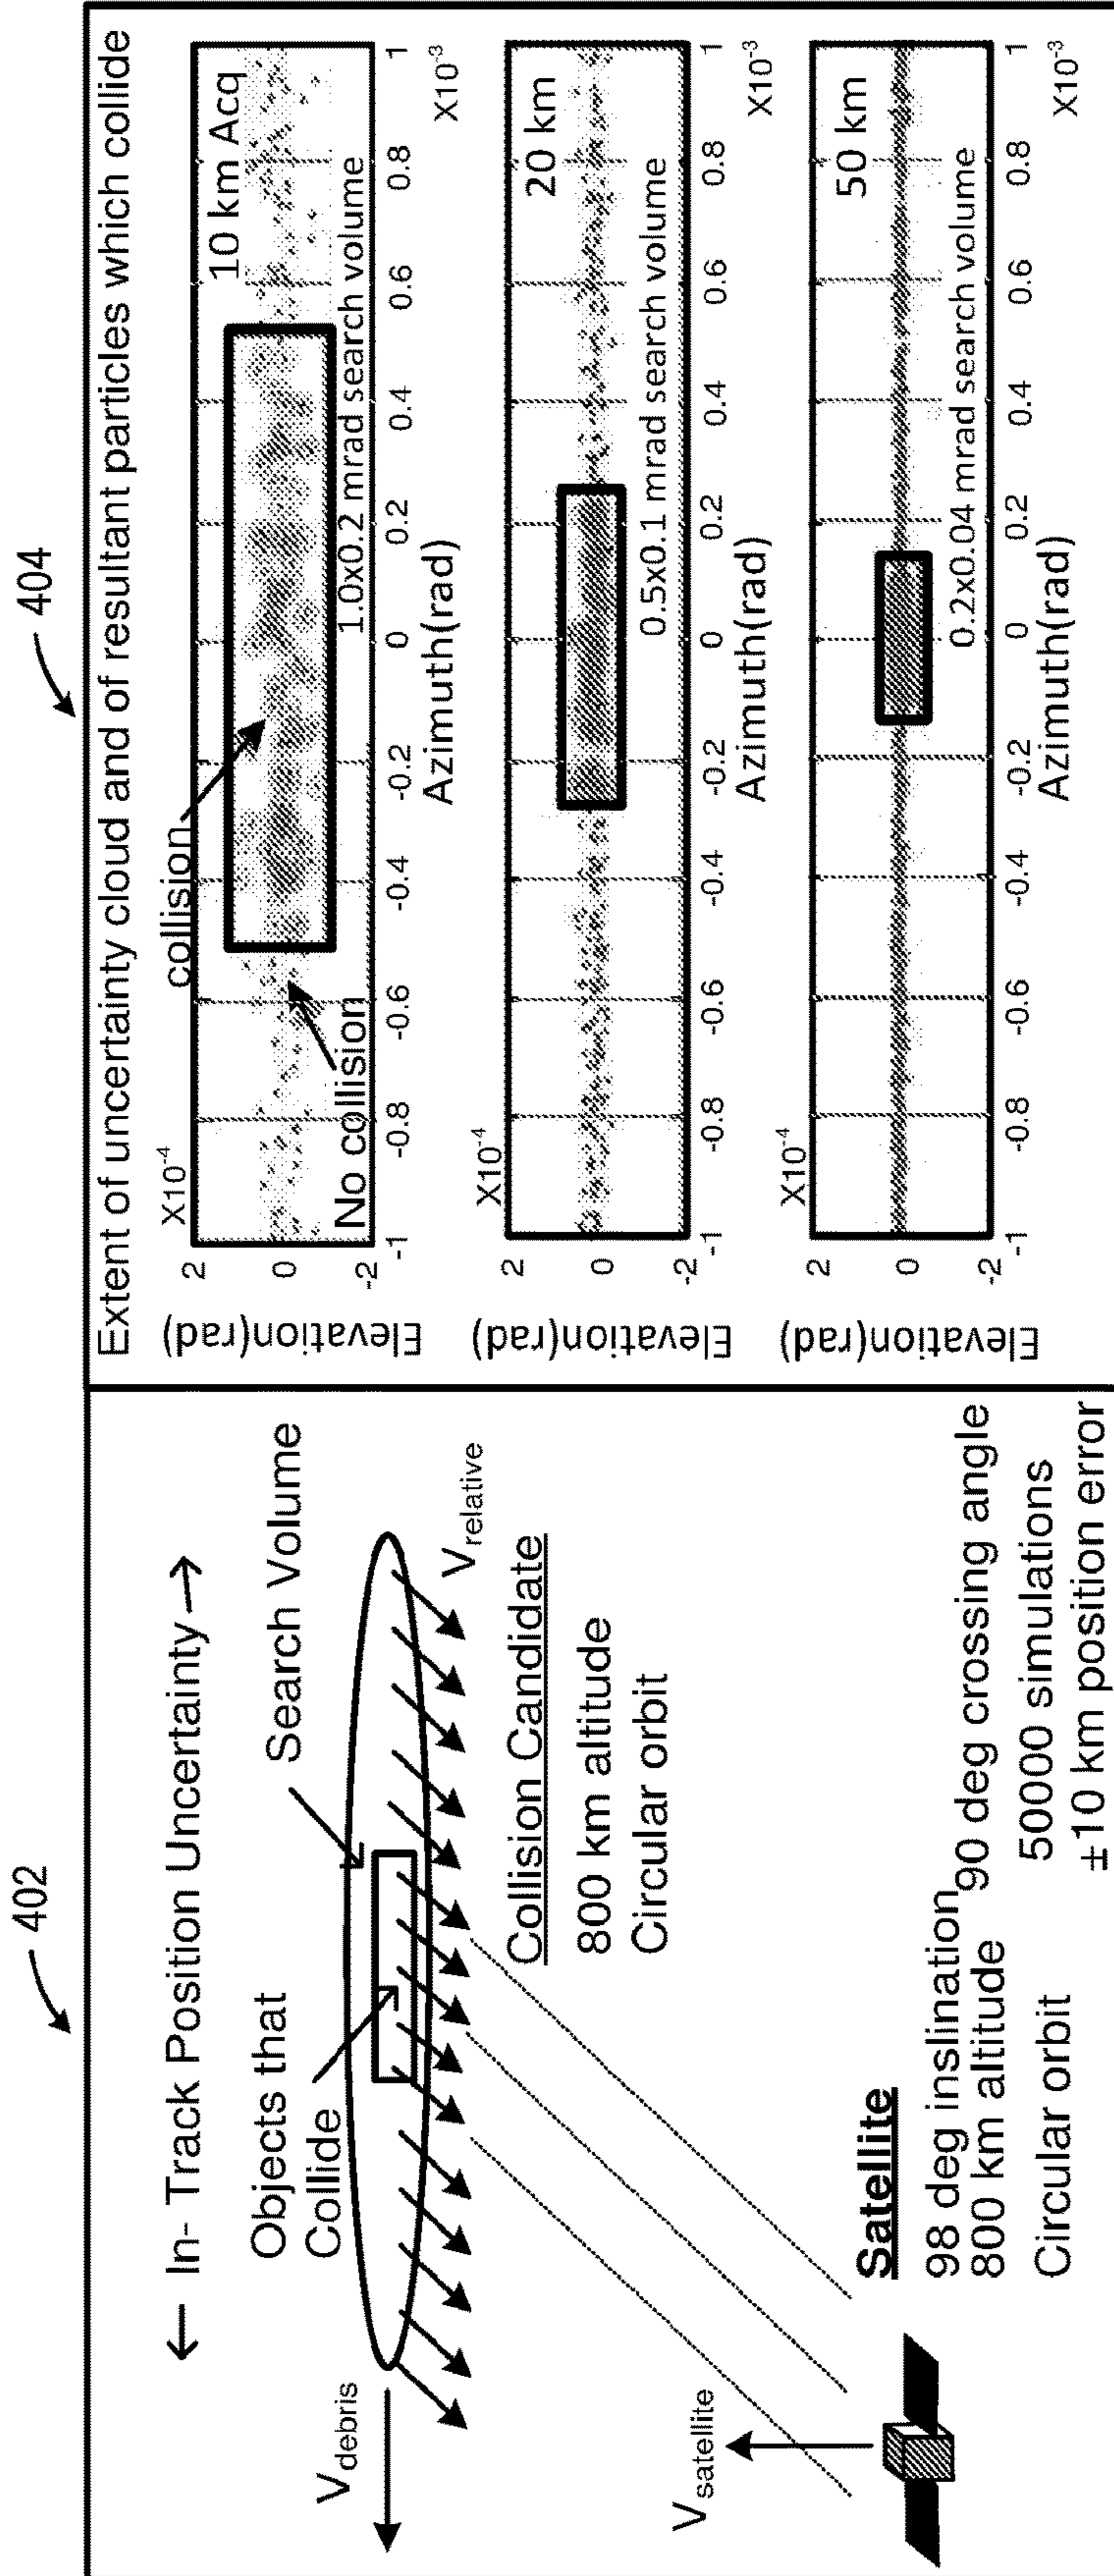 402
← In- Track Position Uncertainty →
Search Volume
Objects that
Collide
V debris
V relative
Collision Candidate
800 km altitude
Circular orbit
V satellite
Satellite
98 deg inslination
800 km altitude
Circular orbit
90 deg crossing angle
50000 simulations
±10 km position error
404
Extent of uncertainty cloud and of resultant particles which collide
X10-4
collision
No collision
10 km Acq
1.0x0.2 mrad search volume
Elevation(rad)
2
0
-2
-1 -0.8 -0.6 -0.4 -0.2 0 0.2 0.4 0.6 0.8 1
Azimuth(rad)
X10-3
X10-4
20 km
0.5x0.1 mrad search volume
Elevation(rad)
2
0
-2
-1 -0.8 -0.6 -0.4 -0.2 0 0.2 0.4 0.6 0.8 1
Azimuth(rad)
X10-3
X10-4
50 km
0.2x0.04 mrad search volume
Elevation(rad)
2
0
-2
-1 -0.8 -0.6 -0.4 -0.2 0 0.2 0.4 0.6 0.8 1
Azimuth(rad)
X10-3